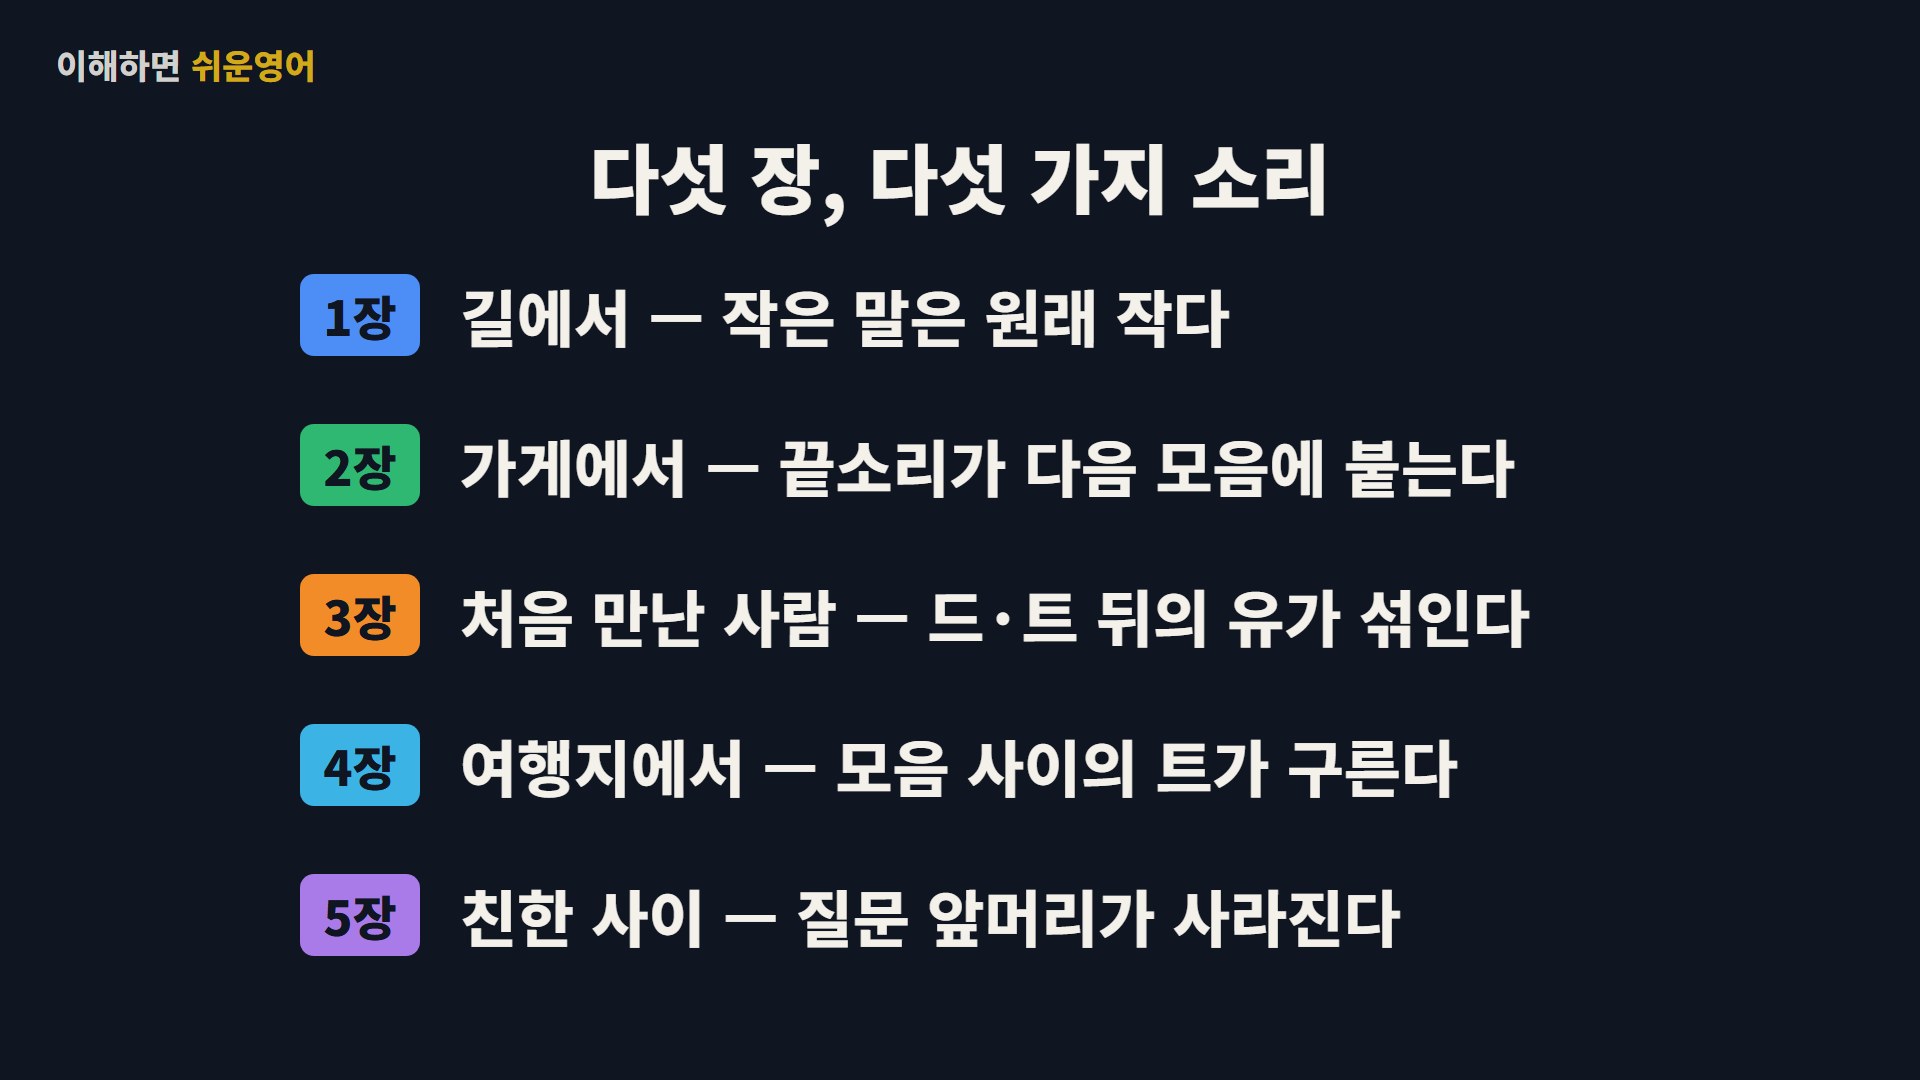 이해하면 쉬운영어
다섯 장, 다섯 가지 소리
1장 길에서 — 작은 말은 원래 작다
2장 가게에서 — 끝소리가 다음 모음에 붙는다
3장 처음 만난 사람 — 드·트 뒤의 유가 섞인다
4장 여행지에서 — 모음 사이의 트가 구른다
5장 친한 사이 — 질문 앞머리가 사라진다